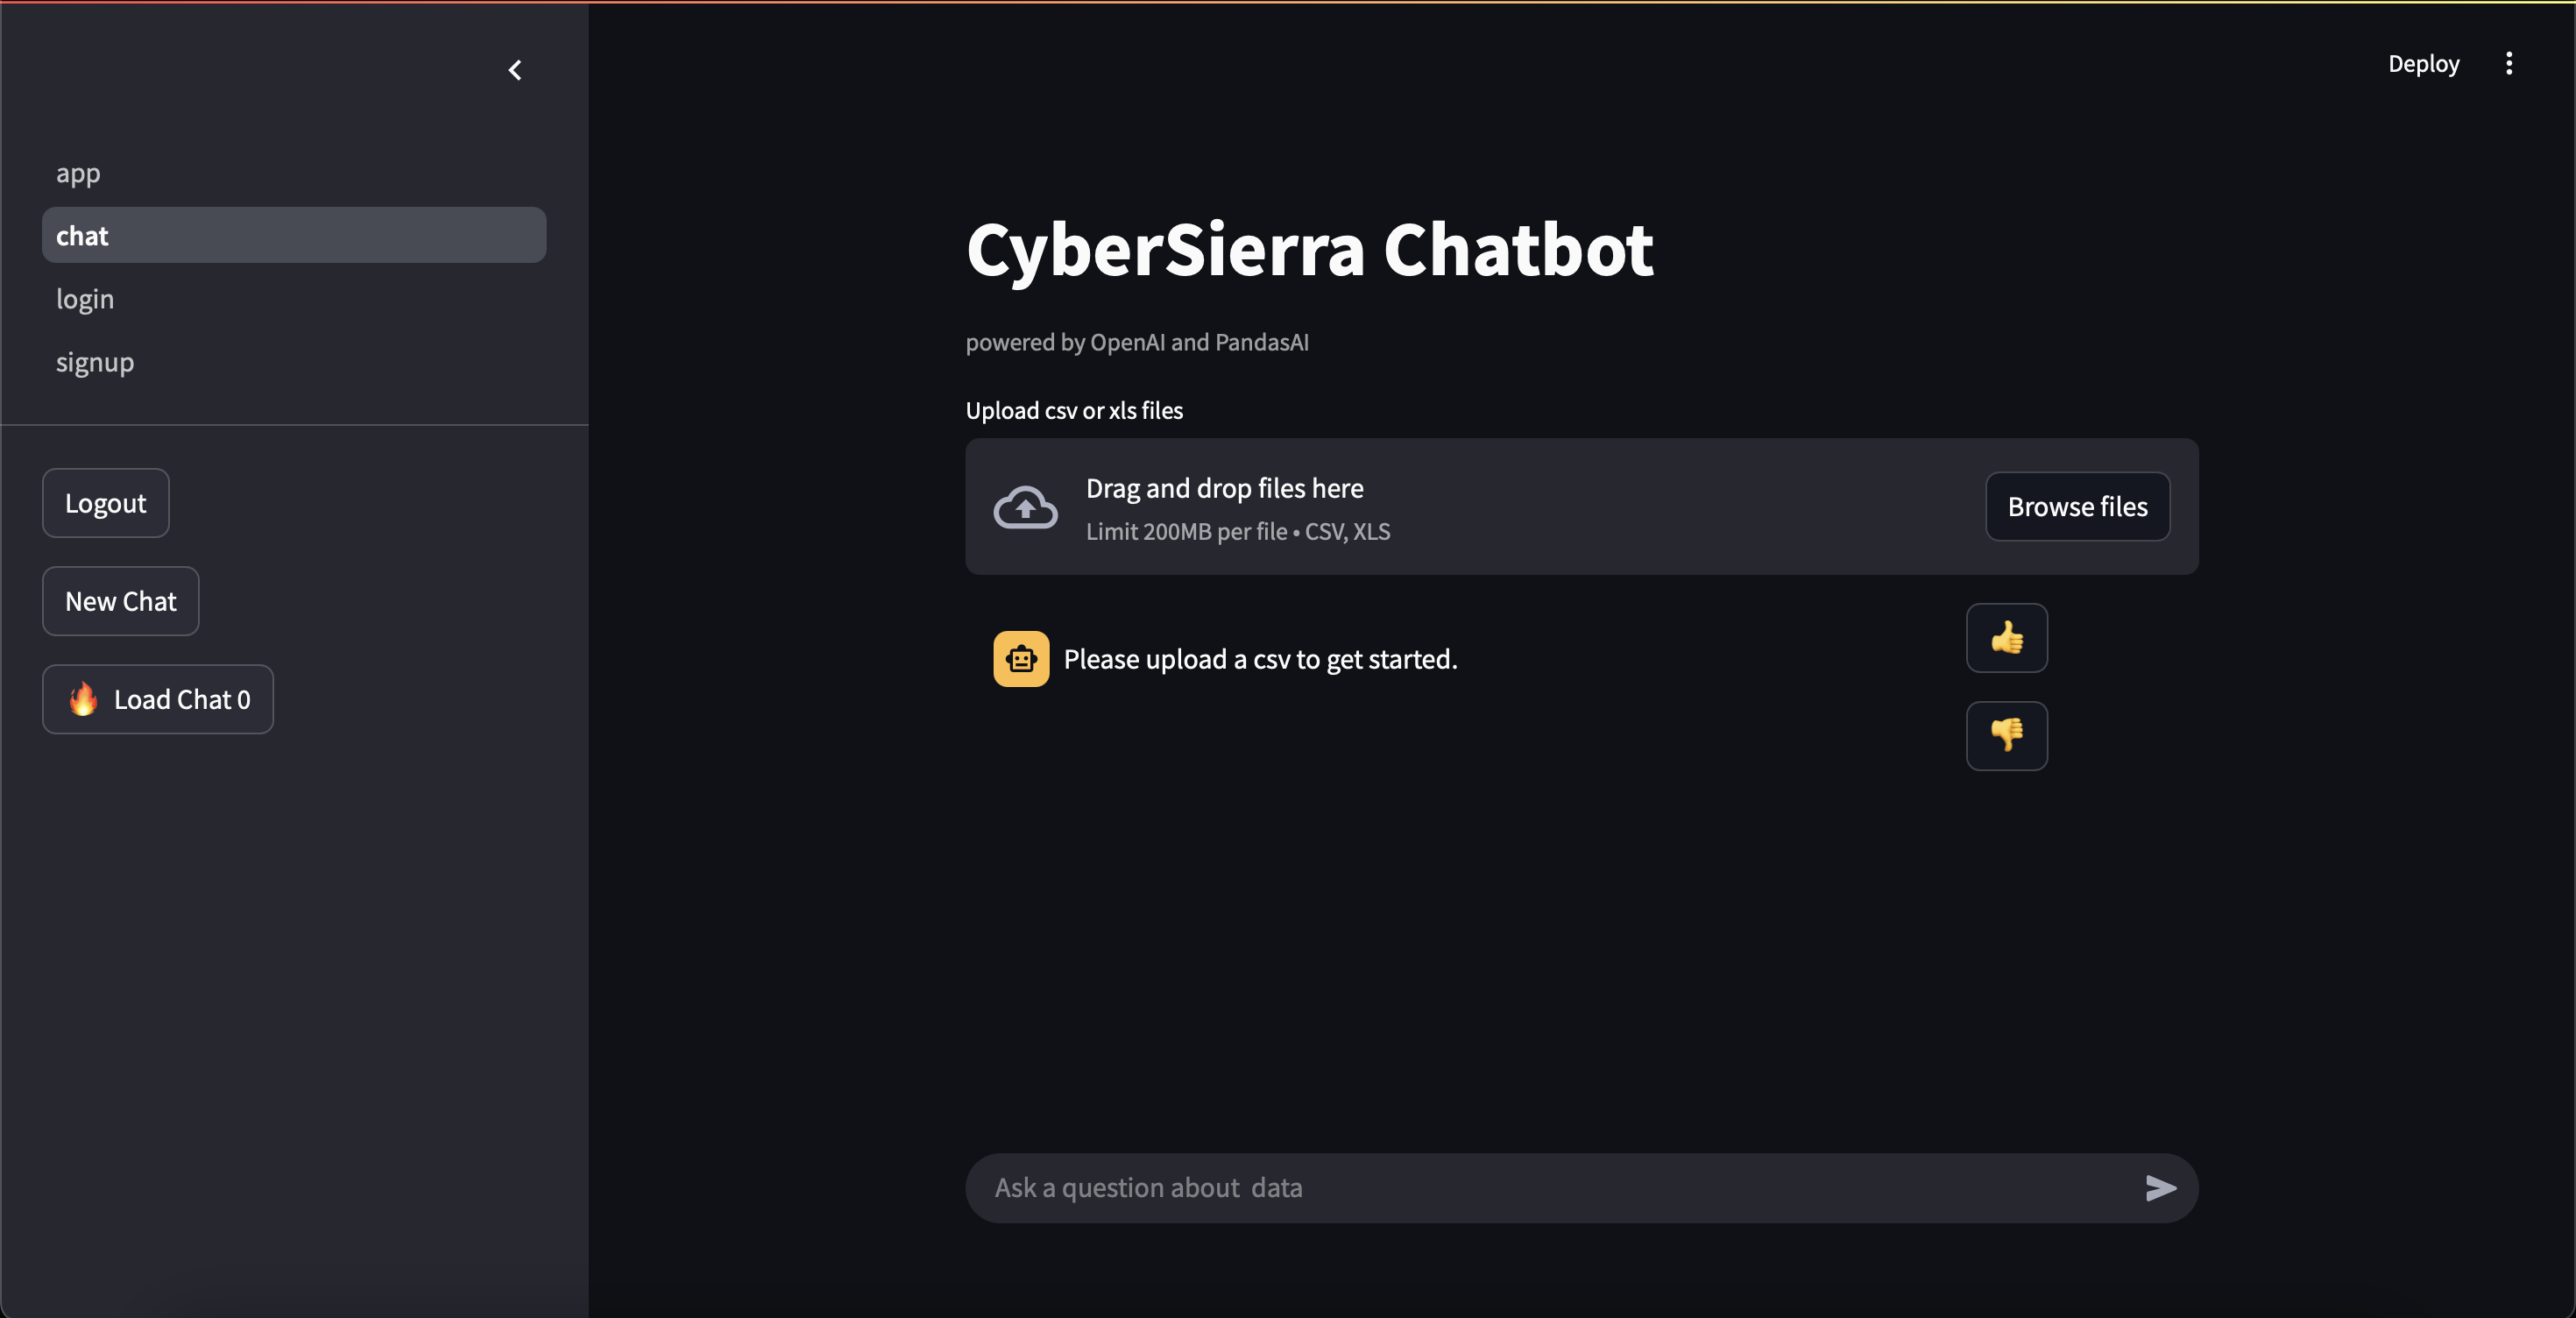 Deploy
app
chat
login
signup
Logout
New Chat
🔥 Load Chat 0
CyberSierra Chatbot
powered by OpenAI and PandasAI
Upload csv or xls files
Drag and drop files here
Limit 200MB per file • CSV, XLS
Browse files
Please upload a csv to get started.
👍
👎
Ask a question about  data